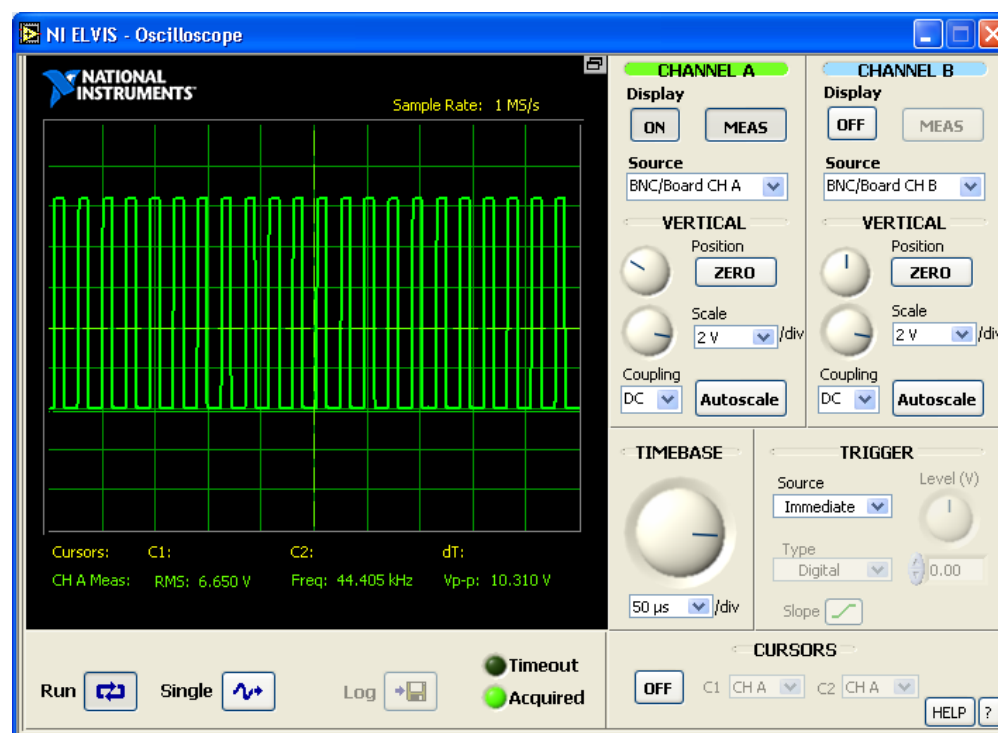 NI ELVIS - Oscilloscope
NATIONAL
INSTRUMENTS™
Sample Rate: 1 MS/s
Cursors: C1: C2: dT:
CH A Meas: RMS: 6.650 V Freq: 44.405 kHz Vp-p: 10.310 V
CHANNEL A
Display
ON MEAS
Source
BNC/Board CH A
VERTICAL
Position
ZERO
Scale
2 V /div
Coupling
DC Autoscale
CHANNEL B
Display
OFF MEAS
Source
BNC/Board CH B
VERTICAL
Position
ZERO
Scale
2 V /div
Coupling
DC Autoscale
TIMEBASE
50 µs /div
TRIGGER
Source
Immediate
Level (V)
Type
Digital
0.00
Slope
Run Single Log
Timeout
Acquired
CURSORS
OFF C1 CH A C2 CH A
HELP ?